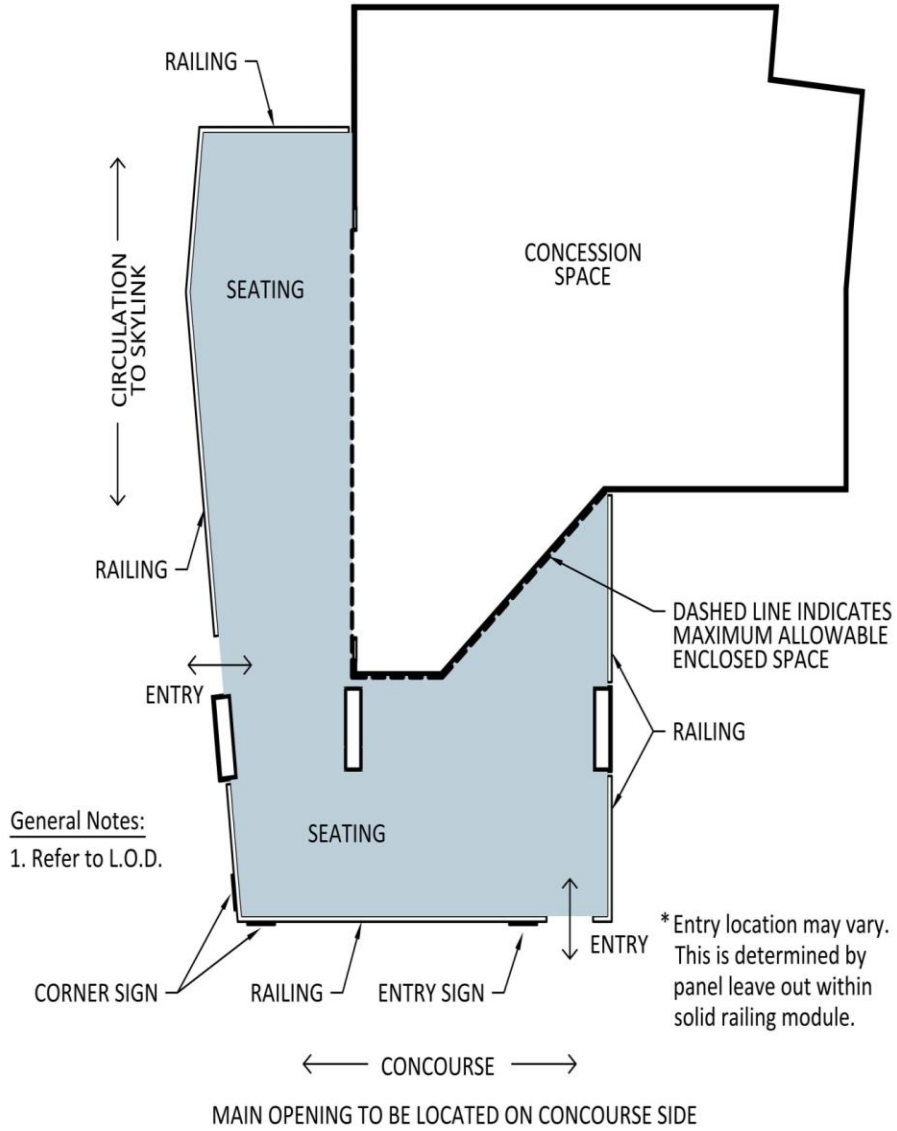 RAILING
CIRCULATION
TO SKYLINK
SEATING
CONCESSION
SPACE
RAILING
DASHED LINE INDICATES
MAXIMUM ALLOWABLE
ENCLOSED SPACE
ENTRY
RAILING
General Notes:
1. Refer to L.O.D.
SEATING
* Entry location may vary.
This is determined by
panel leave out within
solid railing module.
ENTRY
CORNER SIGN
RAILING
ENTRY SIGN
CONCOURSE
MAIN OPENING TO BE LOCATED ON CONCOURSE SIDE